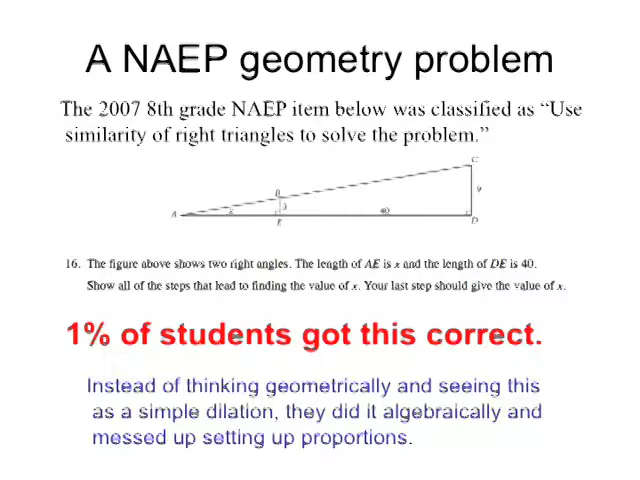 A NAEP geometry problem
The 2007 8th grade NAEP item below was classified as “Use
similarity of right triangles to solve the problem.”
C
B
9
A
x
3
40
E
D
16. The figure above shows two right angles. The length of AE is x and the length of DE is 40.
Show all of the steps that lead to finding the value of x. Your last step should give the value of x.
1% of students got this correct.
Instead of thinking geometrically and seeing this
as a simple dilation, they did it algebraically and
messed up setting up proportions.